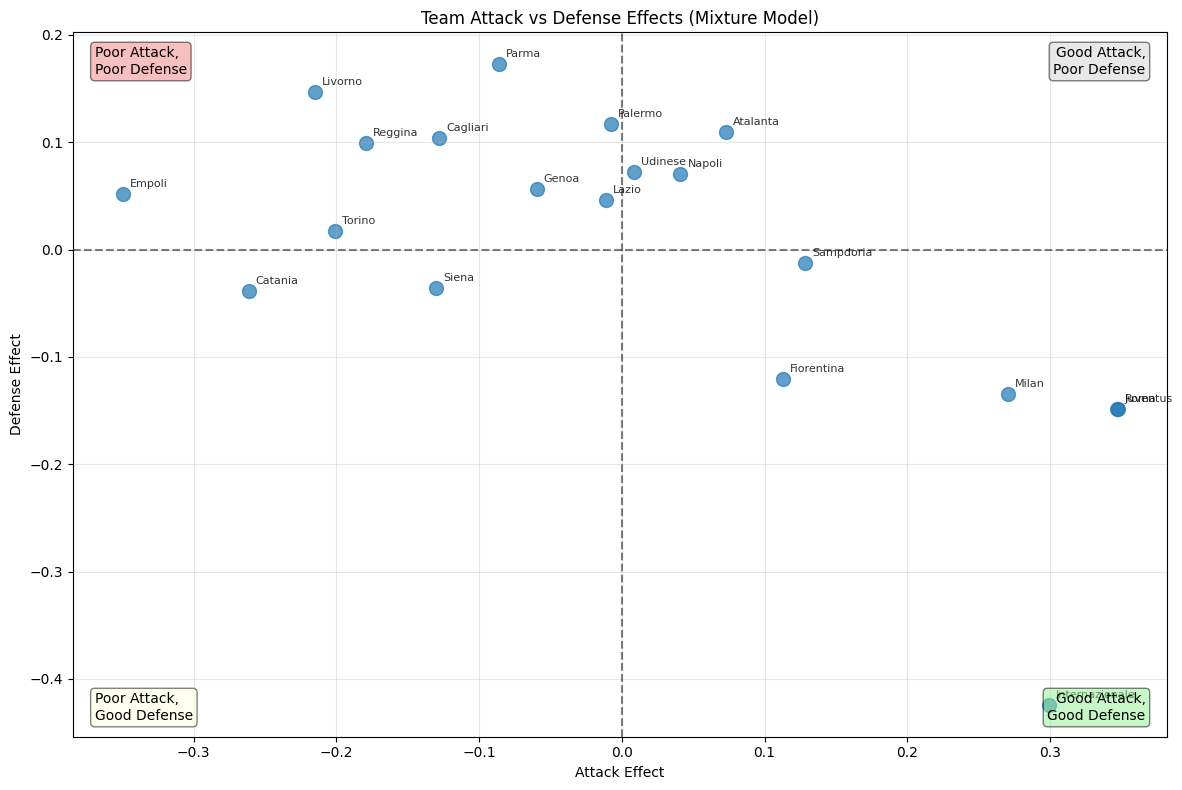 Team Attack vs Defense Effects (Mixture Model)
0.2
Poor Attack,
Poor Defense
Good Attack,
Poor Defense
Parma
Livorno
Palermo
Atalanta
Reggina
Cagliari
0.1
Udinese
Napoli
Genoa
Empoli
Lazio
Torino
0.0
Sampdoria
Catania
Siena
−0.1
Fiorentina
Milan
Roma
Juventus
Defense Effect
−0.2
−0.3
−0.4
Poor Attack,
Good Defense
Internazionale
Good Attack,
Good Defense
−0.3
−0.2
−0.1
0.0
0.1
0.2
0.3
Attack Effect